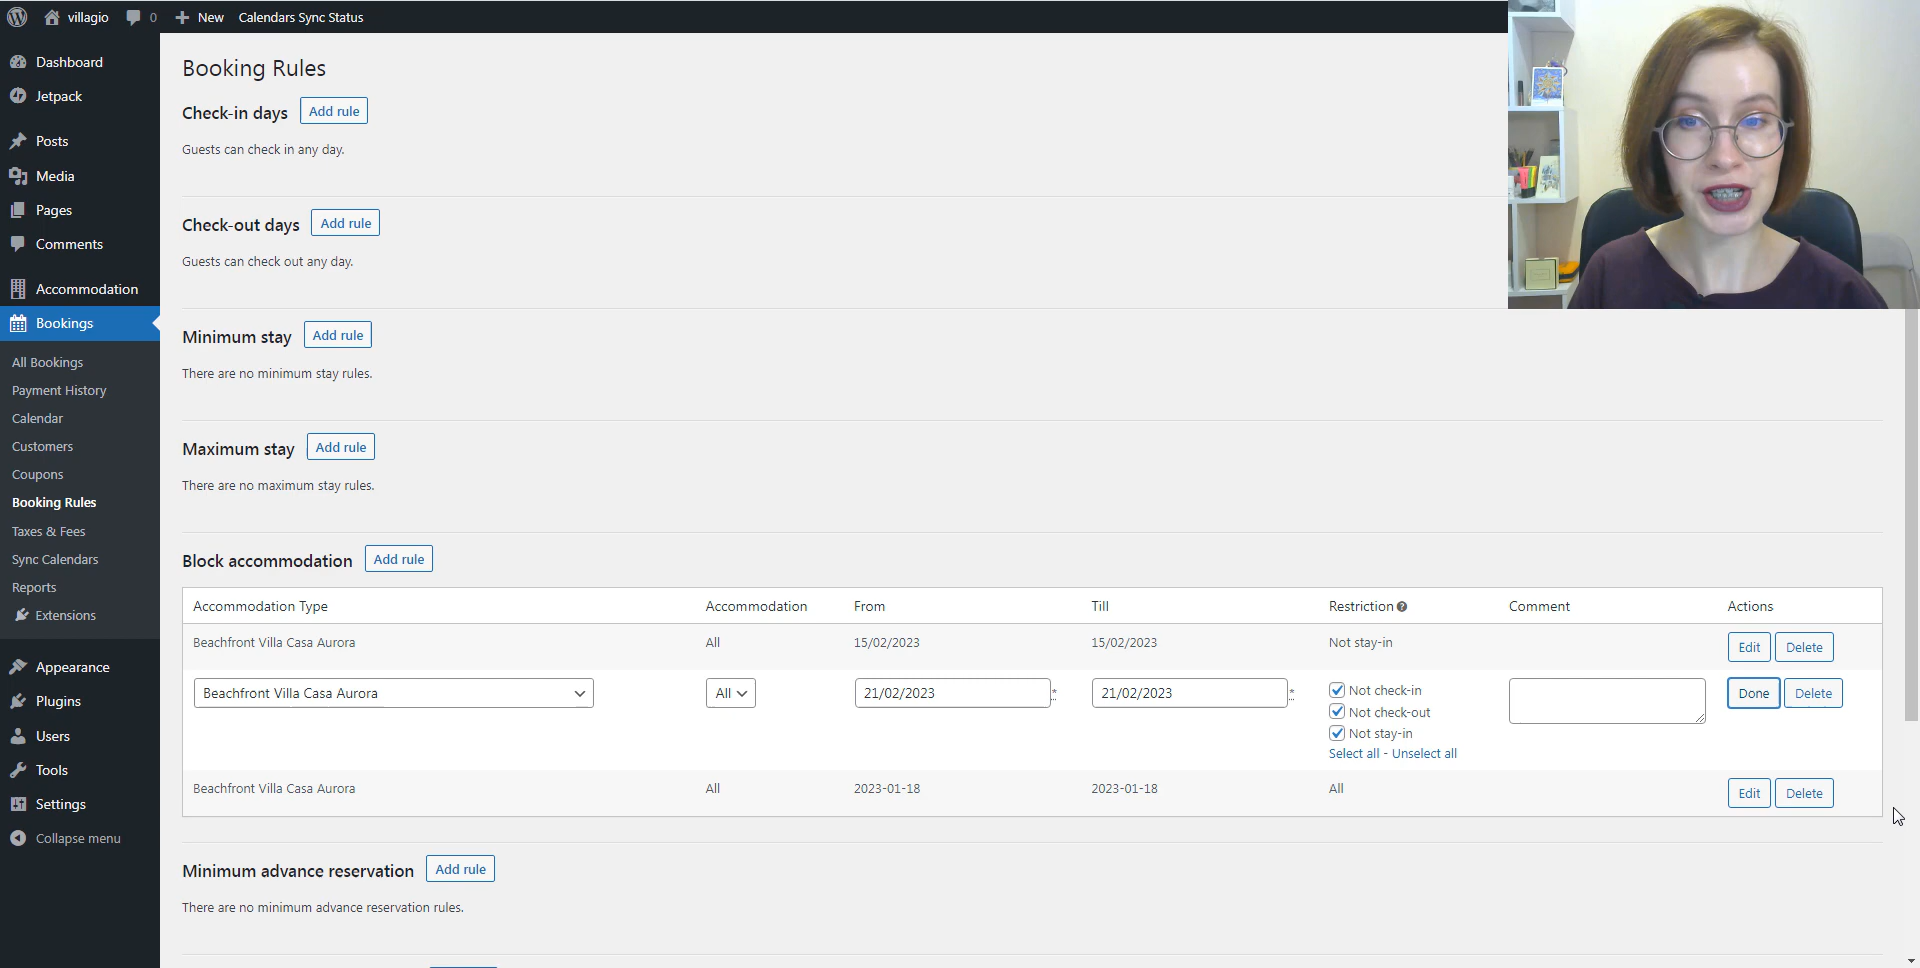 villagio 0 New Calendars Sync Status
Dashboard
Jetpack
Posts
Media
Pages
Comments
Accommodation
Bookings
All Bookings
Payment History
Calendar
Customers
Coupons
Booking Rules
Taxes & Fees
Sync Calendars
Reports
Extensions
Appearance
Plugins
Users
Tools
Settings
Collapse menu
Booking Rules
Check-in days Add rule
Guests can check in any day.
Check-out days Add rule
Guests can check out any day.
Minimum stay Add rule
There are no minimum stay rules.
Maximum stay Add rule
There are no maximum stay rules.
Block accommodation Add rule
Accommodation Type Accommodation From Till Restriction Comment Actions
Beachfront Villa Casa Aurora All 15/02/2023 15/02/2023 Not stay-in Edit Delete
Beachfront Villa Casa Aurora All 21/02/2023 * 21/02/2023 * Not check-in Done Delete
Not check-out
Not stay-in
Select all - Unselect all
Beachfront Villa Casa Aurora All 2023-01-18 2023-01-18 All Edit Delete
Minimum advance reservation Add rule
There are no minimum advance reservation rules.